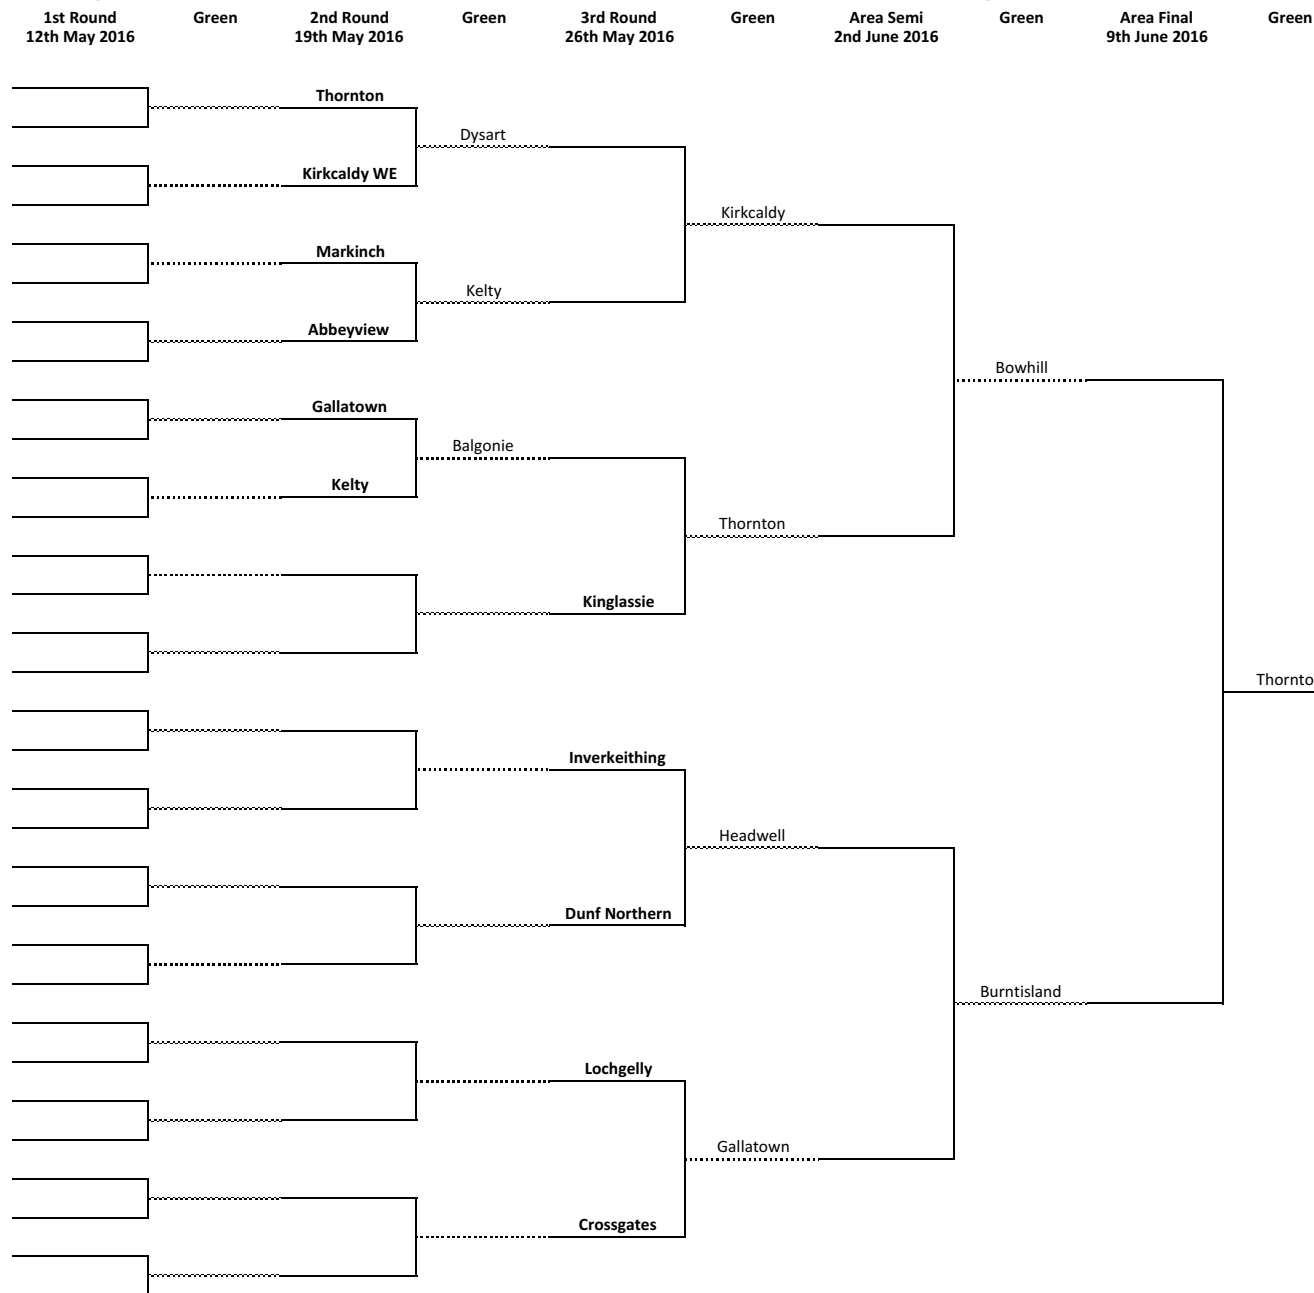 1st Round Green 2nd Round Green 3rd Round Green Area Semi Green Area Final Green
12th May 2016 19th May 2016 26th May 2016 2nd June 2016 9th June 2016
Thornton
Dysart
Kirkcaldy WE
Kirkcaldy
Markinch
Kelty
Abbeyview
Bowhill
Gallatown
Balgonie
Kelty
Thornton
Kinglassie
Thornto
Inverkeithing
Headwell
Dunf Northern
Burntisland
Lochgelly
Gallatown
Crossgates